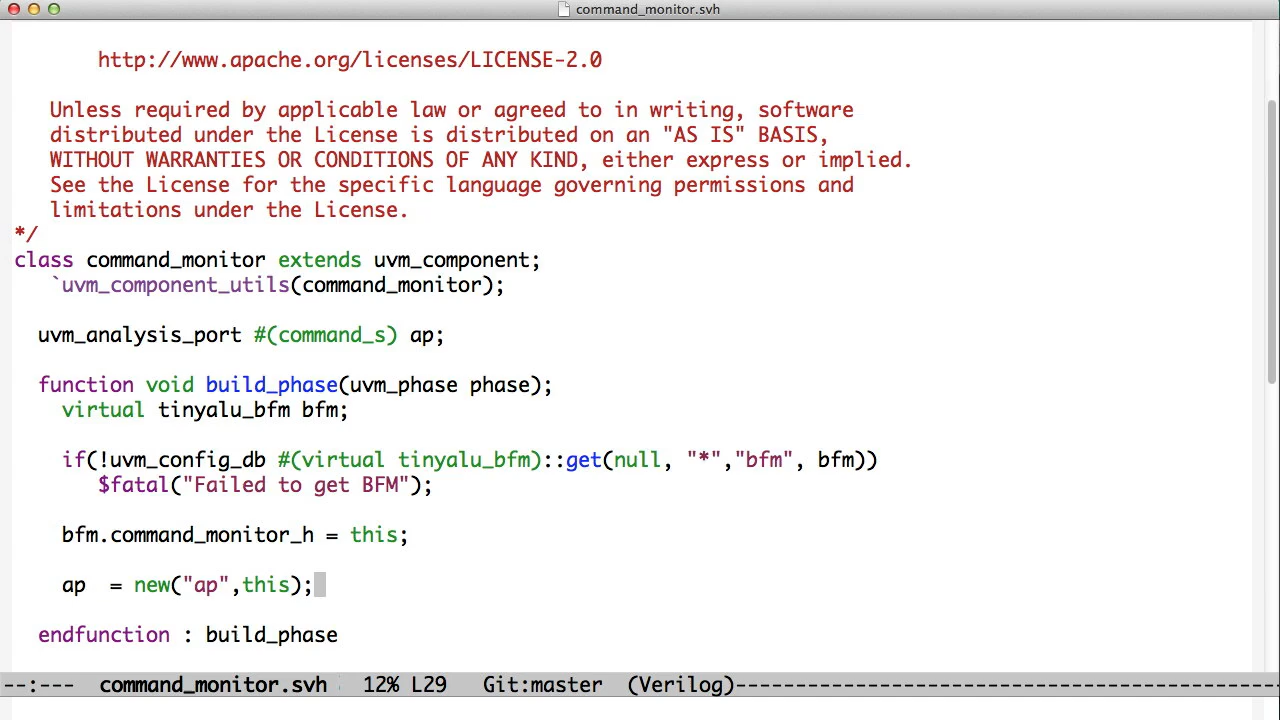 command_monitor.svh
http://www.apache.org/licenses/LICENSE-2.0
Unless required by applicable law or agreed to in writing, software
distributed under the License is distributed on an "AS IS" BASIS,
WITHOUT WARRANTIES OR CONDITIONS OF ANY KIND, either express or implied.
See the License for the specific language governing permissions and
limitations under the License.
*/
class command_monitor extends uvm_component;
`uvm_component_utils(command_monitor);
uvm_analysis_port #(command_s) ap;
function void build_phase(uvm_phase phase);
virtual tinyalu_bfm bfm;
if(!uvm_config_db #(virtual tinyalu_bfm)::get(null, "*","bfm", bfm))
$fatal("Failed to get BFM");
bfm.command_monitor_h = this;
ap  = new("ap",this);
endfunction : build_phase
--:---  command_monitor.svh   12% L29   Git:master  (Verilog)----------------------------------------------